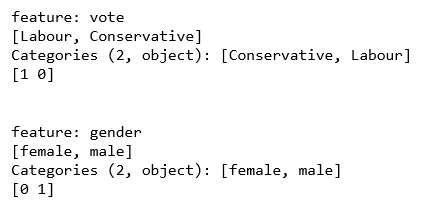 feature: vote
[Labour, Conservative]
Categories (2, object): [Conservative, Labour]
[1 0]
feature: gender
[female, male]
Categories (2, object): [female, male]
[0 1]